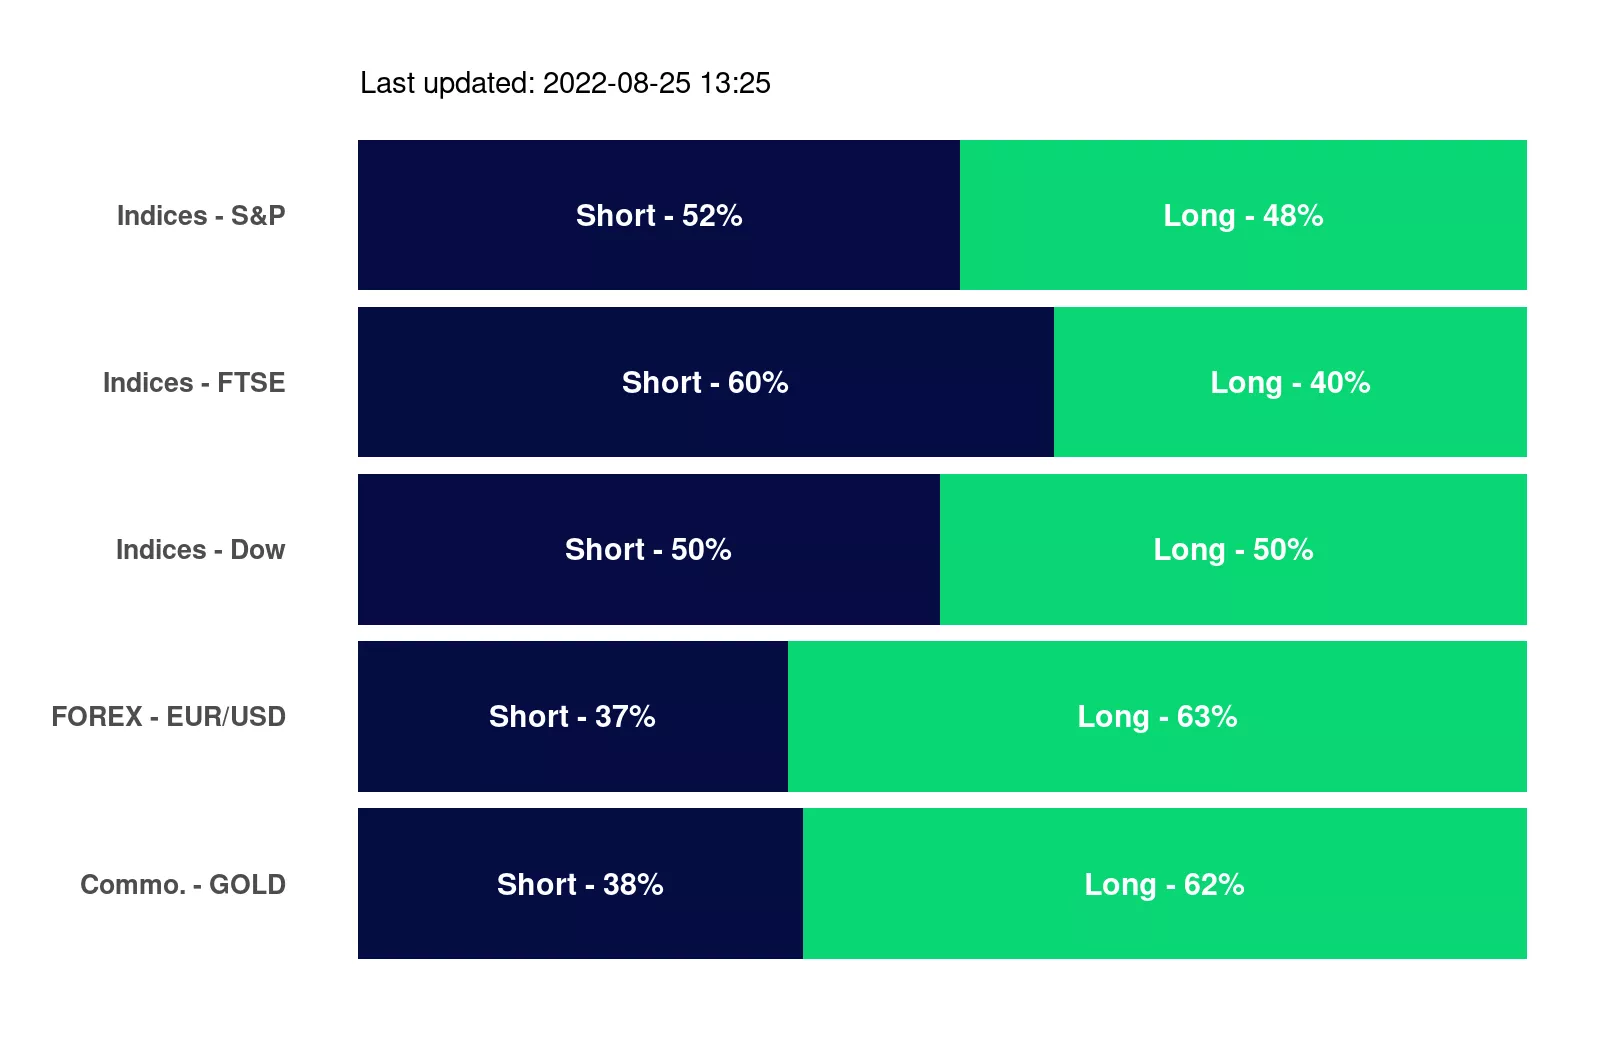 Last updated: 2022-08-25 13:25
Indices - S&P Short - 52% Long - 48%
Indices - FTSE Short - 60% Long - 40%
Indices - Dow Short - 50% Long - 50%
FOREX - EUR/USD Short - 37% Long - 63%
Commo. - GOLD Short - 38% Long - 62%